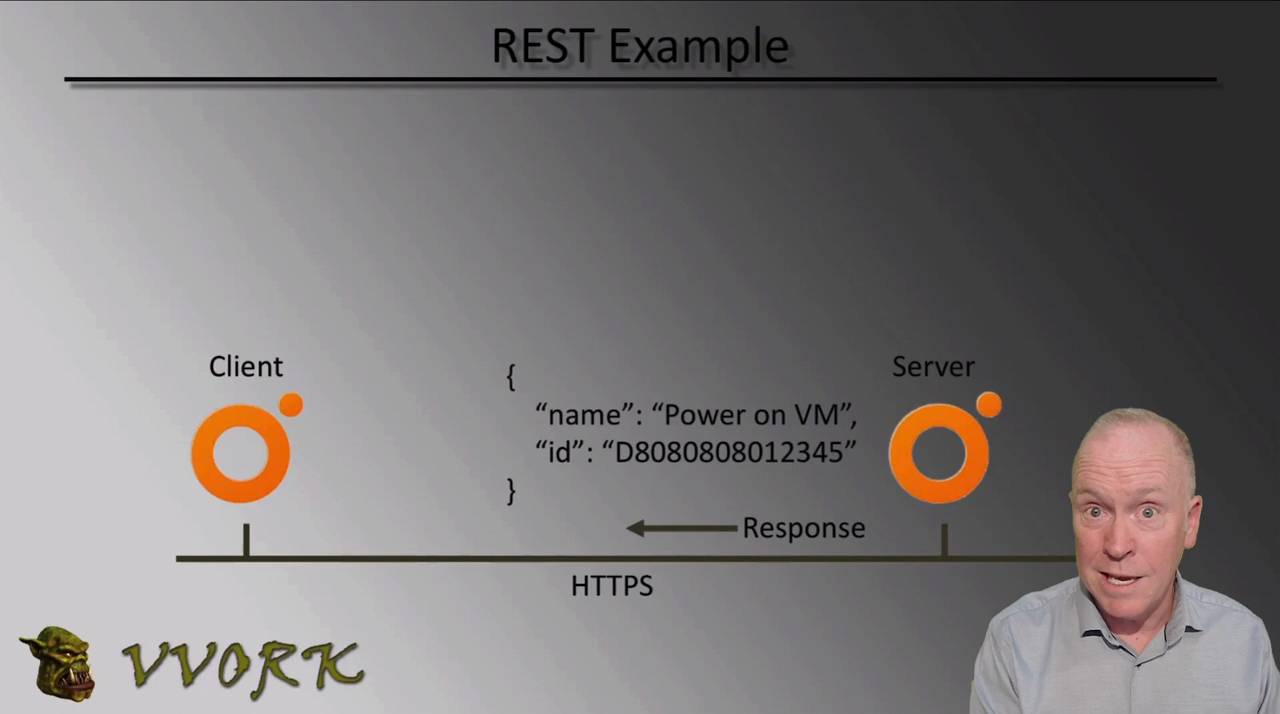 REST Example
Client
Server
{
“name”: “Power on VM”,
“id”: “D8080808012345”
}
Response
HTTPS
VVORK